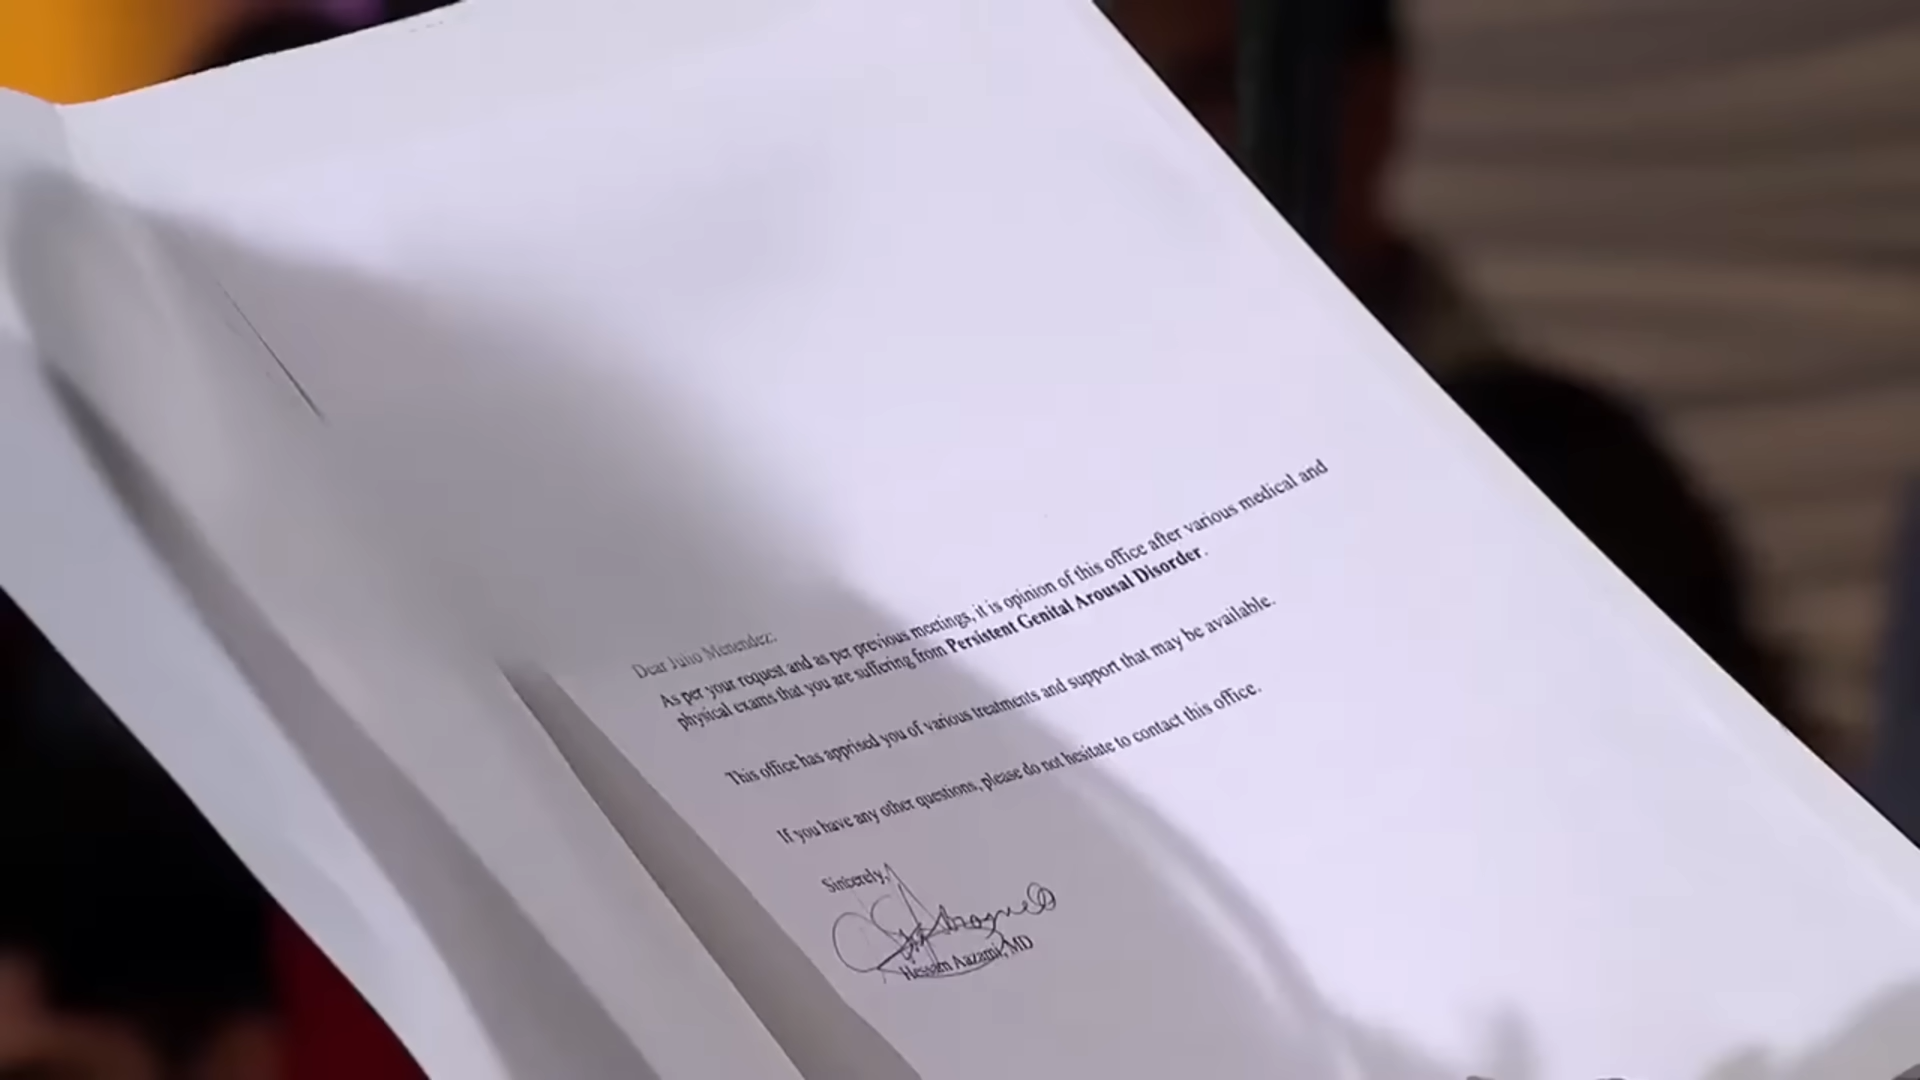 Dear Julio Menendez:
As per your request and as per previous meetings, it is opinion of this office after various medical and
physical exams that you are suffering from Persistent Genital Arousal Disorder.
This office has apprised you of various treatments and support that may be available.
If you have any other questions, please do not hesitate to contact this office.
Sincerely,
Hessam Aazami, MD